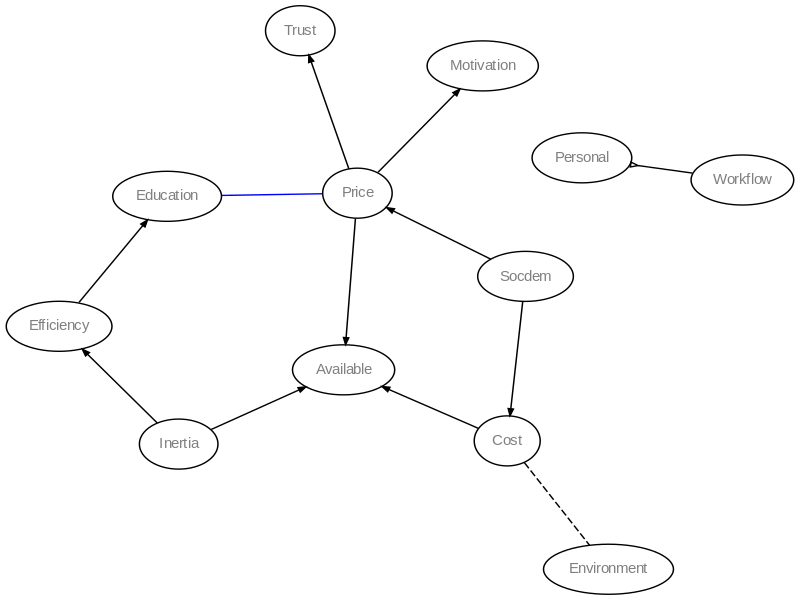 Trust
Motivation
Personal
Workflow
Education
Price
Socdem
Efficiency
Available
Inertia
Cost
Environment